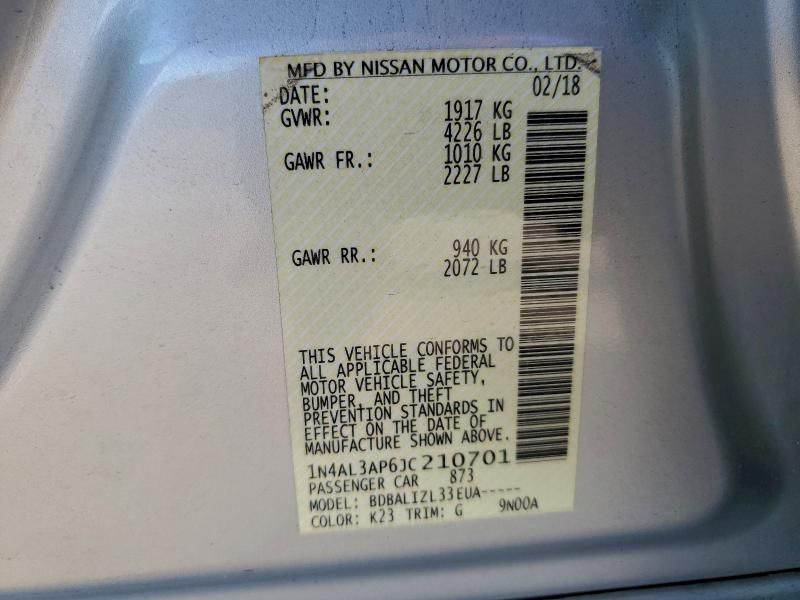 MFD BY NISSAN MOTOR CO., LTD.
DATE: 02/18
GVWR: 1917 KG
4226 LB
GAWR FR.: 1010 KG
2227 LB
GAWR RR.: 940 KG
2072 LB
THIS VEHICLE CONFORMS TO
ALL APPLICABLE FEDERAL
MOTOR VEHICLE SAFETY,
BUMPER, AND THEFT
PREVENTION STANDARDS IN
EFFECT ON THE DATE OF
MANUFACTURE SHOWN ABOVE.
1N4AL3AP6JC210701
PASSENGER CAR 873
MODEL: BDBALIZL33EUA-----
COLOR: K23 TRIM: G 9N00A